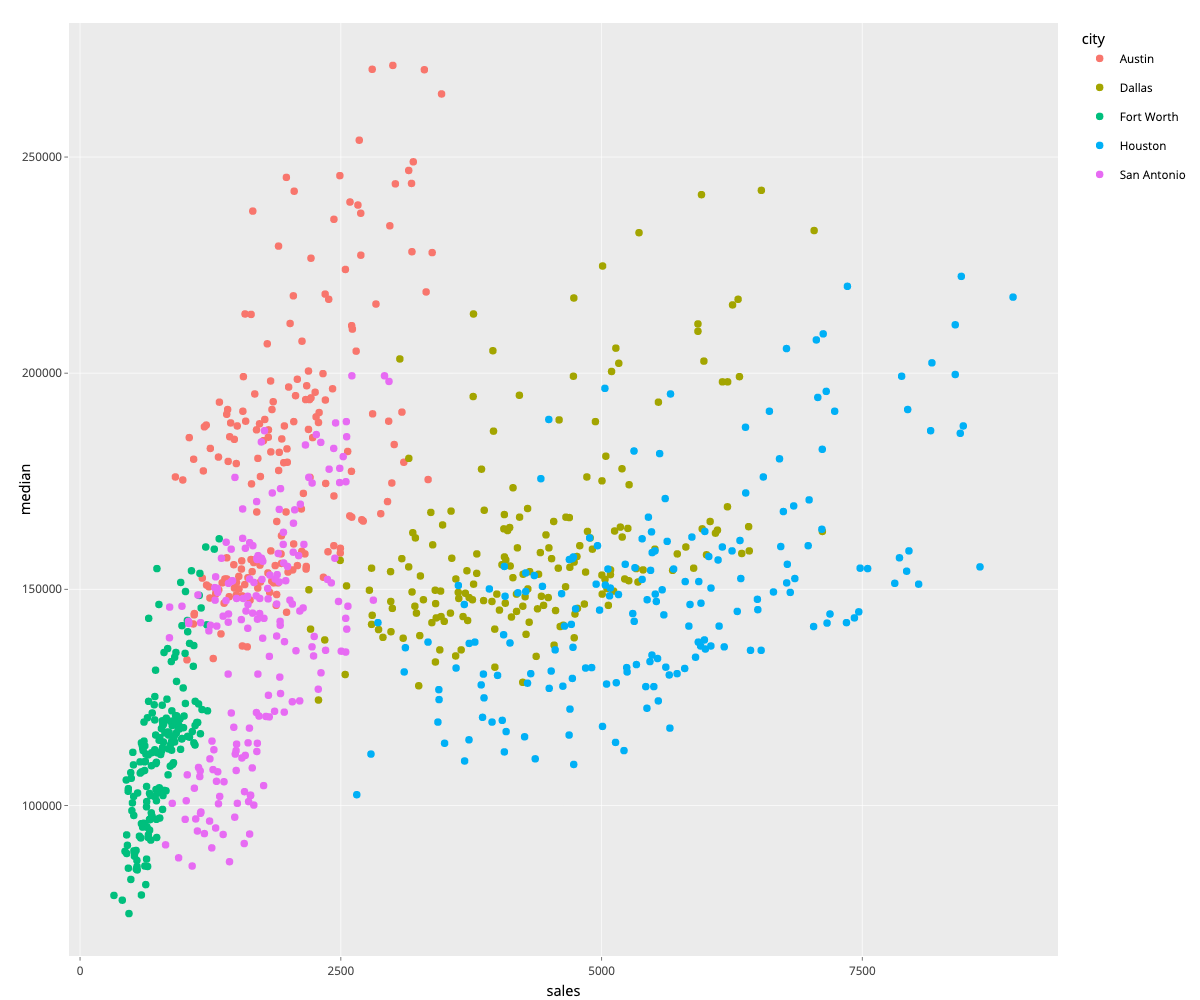 city
Austin
Dallas
Fort Worth
Houston
San Antonio
median
250000
200000
150000
100000
0
2500
5000
7500
sales